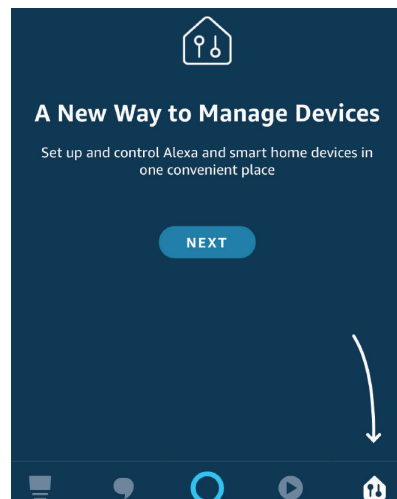 A New Way to Manage Devices
Set up and control Alexa and smart home devices in
one convenient place
NEXT